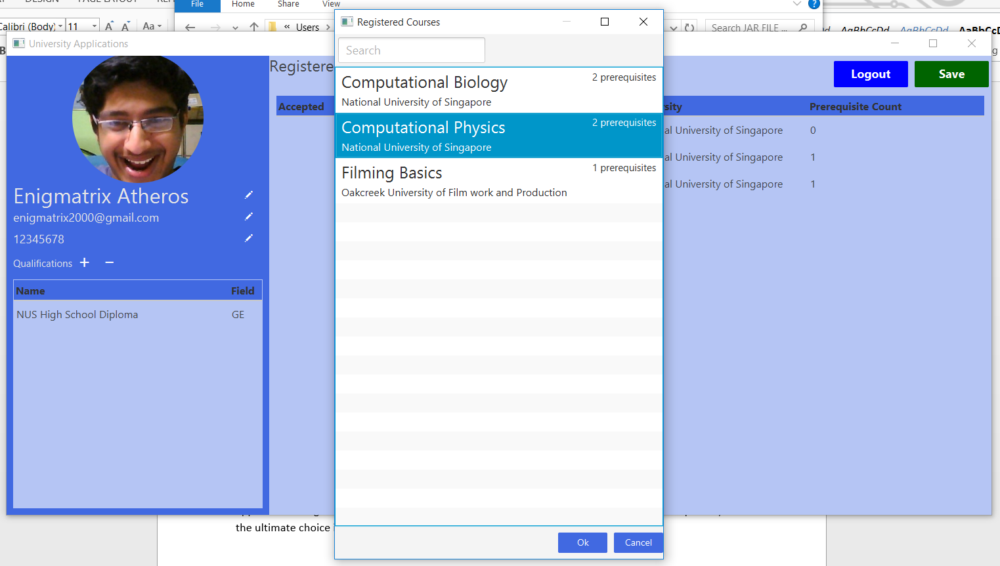 DESIGN
PAGE LAYOUT
File Home Share View
Calibri (Body) 11 Aa
« Users
Search JAR FILE ...
AaBbCcDd AaBbCcDd
University Applications
Registered Courses
Search
Computational Biology 2 prerequisites
National University of Singapore
Computational Physics 2 prerequisites
National University of Singapore
Filming Basics 1 prerequisites
Oakcreek University of Film work and Production
Ok Cancel
Enigmatrix Atheros
enigmatrix2000@gmail.com
12345678
Qualifications
Name Field
NUS High School Diploma GE
Registere
Logout Save
Accepted sity Prerequisite Count
al University of Singapore 0
al University of Singapore 1
al University of Singapore 1
the ultimate choice